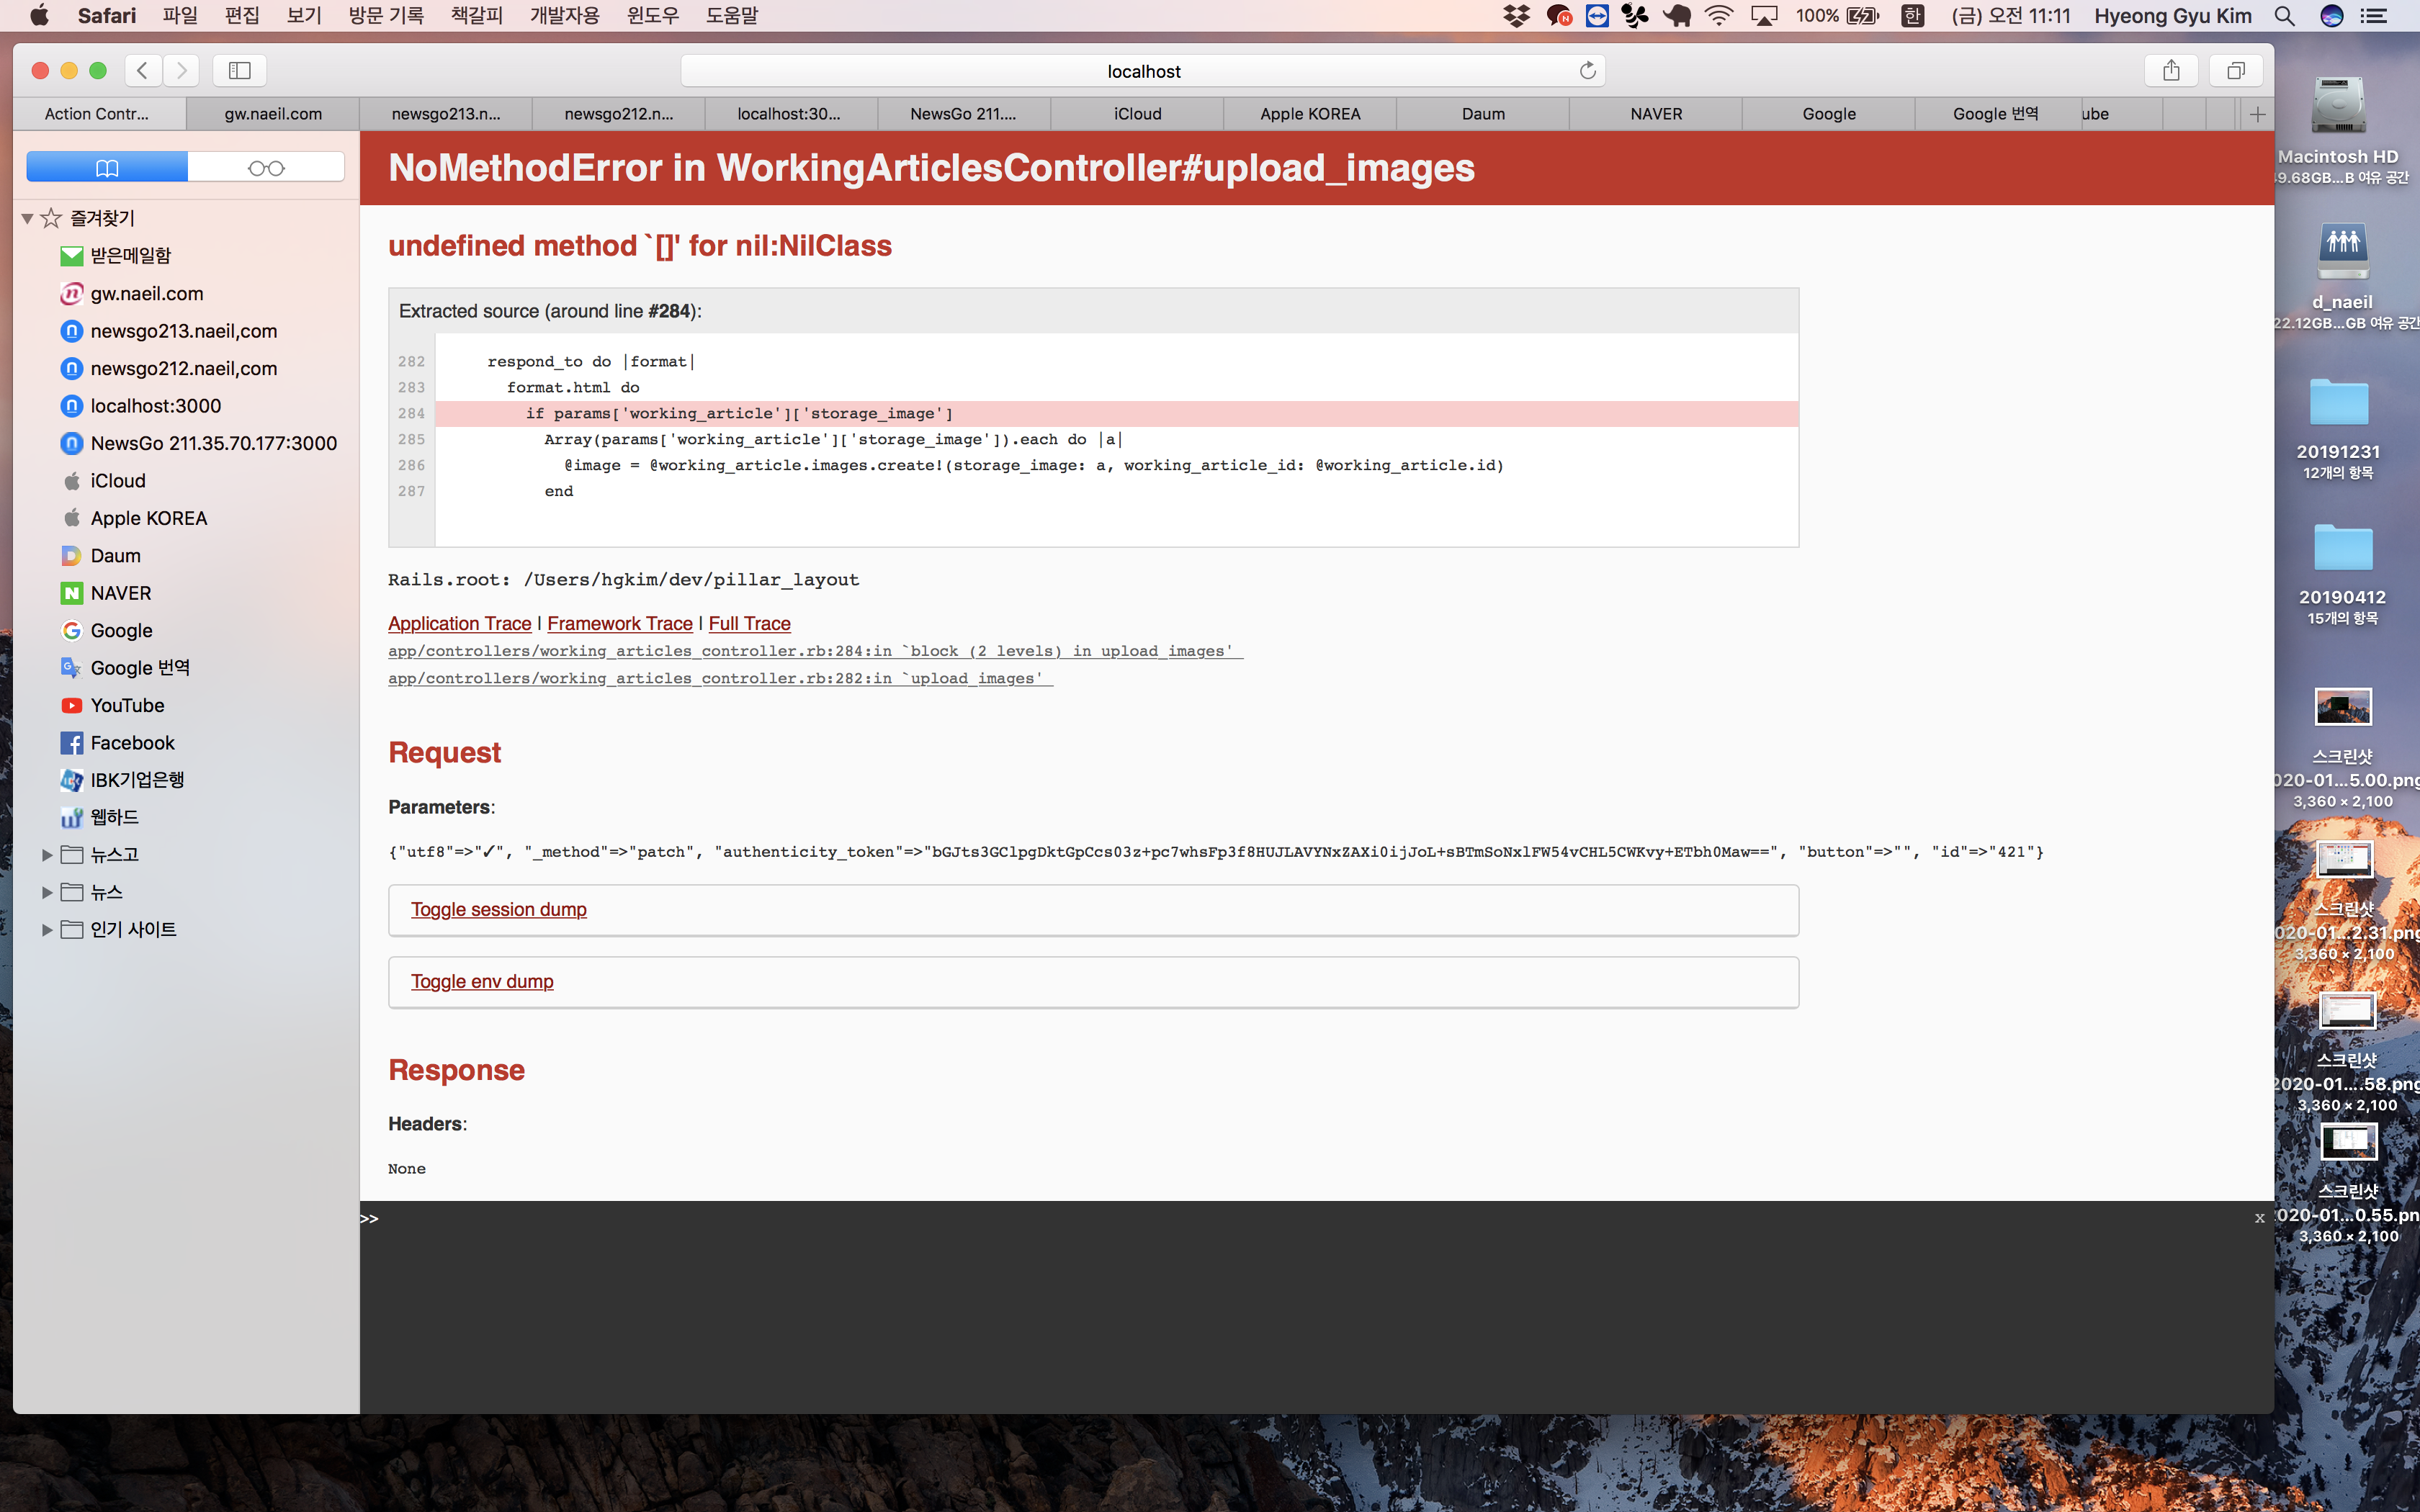 Safari 파일 편집 보기 방문 기록 책갈피 개발자용 윈도우 도움말 100% 한 (금) 오전 11:11 Hyeong Gyu Kim
localhost
Action Contr... gw.naeil.com newsgo213.n... newsgo212.n... localhost:30... NewsGo 211.... iCloud Apple KOREA Daum NAVER Google Google 번역 ube
즐겨찾기
받은메일함
gw.naeil.com
newsgo213.naeil,com
newsgo212.naeil,com
localhost:3000
NewsGo 211.35.70.177:3000
iCloud
Apple KOREA
Daum
NAVER
Google
Google 번역
YouTube
Facebook
IBK기업은행
웹하드
뉴스고
뉴스
인기 사이트
NoMethodError in WorkingArticlesController#upload_images
undefined method `[]' for nil:NilClass
Extracted source (around line #284):
282 respond_to do |format|
283 format.html do
284 if params['working_article']['storage_image']
285 Array(params['working_article']['storage_image']).each do |a|
286 @image = @working_article.images.create!(storage_image: a, working_article_id: @working_article.id)
287 end
Rails.root: /Users/hgkim/dev/pillar_layout
Application Trace | Framework Trace | Full Trace
app/controllers/working_articles_controller.rb:284:in `block (2 levels) in upload_images'
app/controllers/working_articles_controller.rb:282:in `upload_images'
Request
Parameters:
{"utf8"=>"✓", "_method"=>"patch", "authenticity_token"=>"bGJts3GClpgDktGpCcs03z+pc7whsFp3f8HUJLAVYNxZAXi0ijJoL+sBTmSoNxlFW54vCHL5CWKvy+ETbh0Maw==", "button"=>"", "id"=>"421"}
Toggle session dump
Toggle env dump
Response
Headers:
None
>> x
Macintosh HD
9.68GB...B 여유 공간
d_naeil
22.12GB...GB 여유 공간
20191231
12개의 항목
20190412
15개의 항목
스크린샷
020-01...5.00.png
3,360 × 2,100
스크린샷
020-01...2.31.png
3,360 × 2,100
스크린샷
2020-01....58.png
3,360 × 2,100
스크린샷
2020-01...0.55.pn
3,360 × 2,100